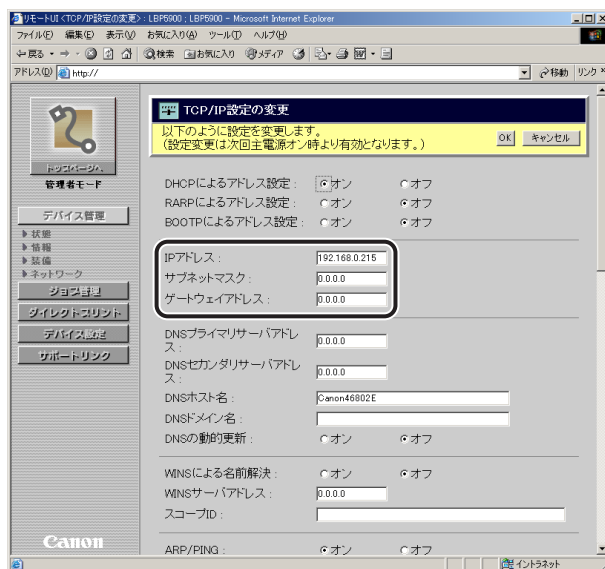 リモートUI <TCP/IP設定の変更> : LBP5900 ; LBP5900 - Microsoft Internet Explorer
ファイル(F) 編集(E) 表示(V) お気に入り(A) ツール(T) ヘルプ(H)
戻る 検索 お気に入り メディア
アドレス(D) http:// 移動 リンク
TCP/IP設定の変更
以下のように設定を変更します。
(設定変更は次回主電源オン時より有効となります。)
OK キャンセル
トップページへ
管理者モード
デバイス管理
状態
情報
装備
ネットワーク
ジョブ管理
ダイレクトプリント
デバイス設定
サポートリンク
Canon
DHCPによるアドレス設定 : オン オフ
RARPによるアドレス設定 : オン オフ
BOOTPによるアドレス設定 : オン オフ
IPアドレス : 192.168.0.215
サブネットマスク : 0.0.0.0
ゲートウェイアドレス : 0.0.0.0
DNSプライマリサーバアドレ
ス : 0.0.0.0
DNSセカンダリサーバアドレ
ス : 0.0.0.0
DNSホスト名 : Canon46802E
DNSドメイン名 :
DNSの動的更新 : オン オフ
WINSによる名前解決 : オン オフ
WINSサーバアドレス : 0.0.0.0
スコープID :
ARP/PING : オン オフ
イントラネット